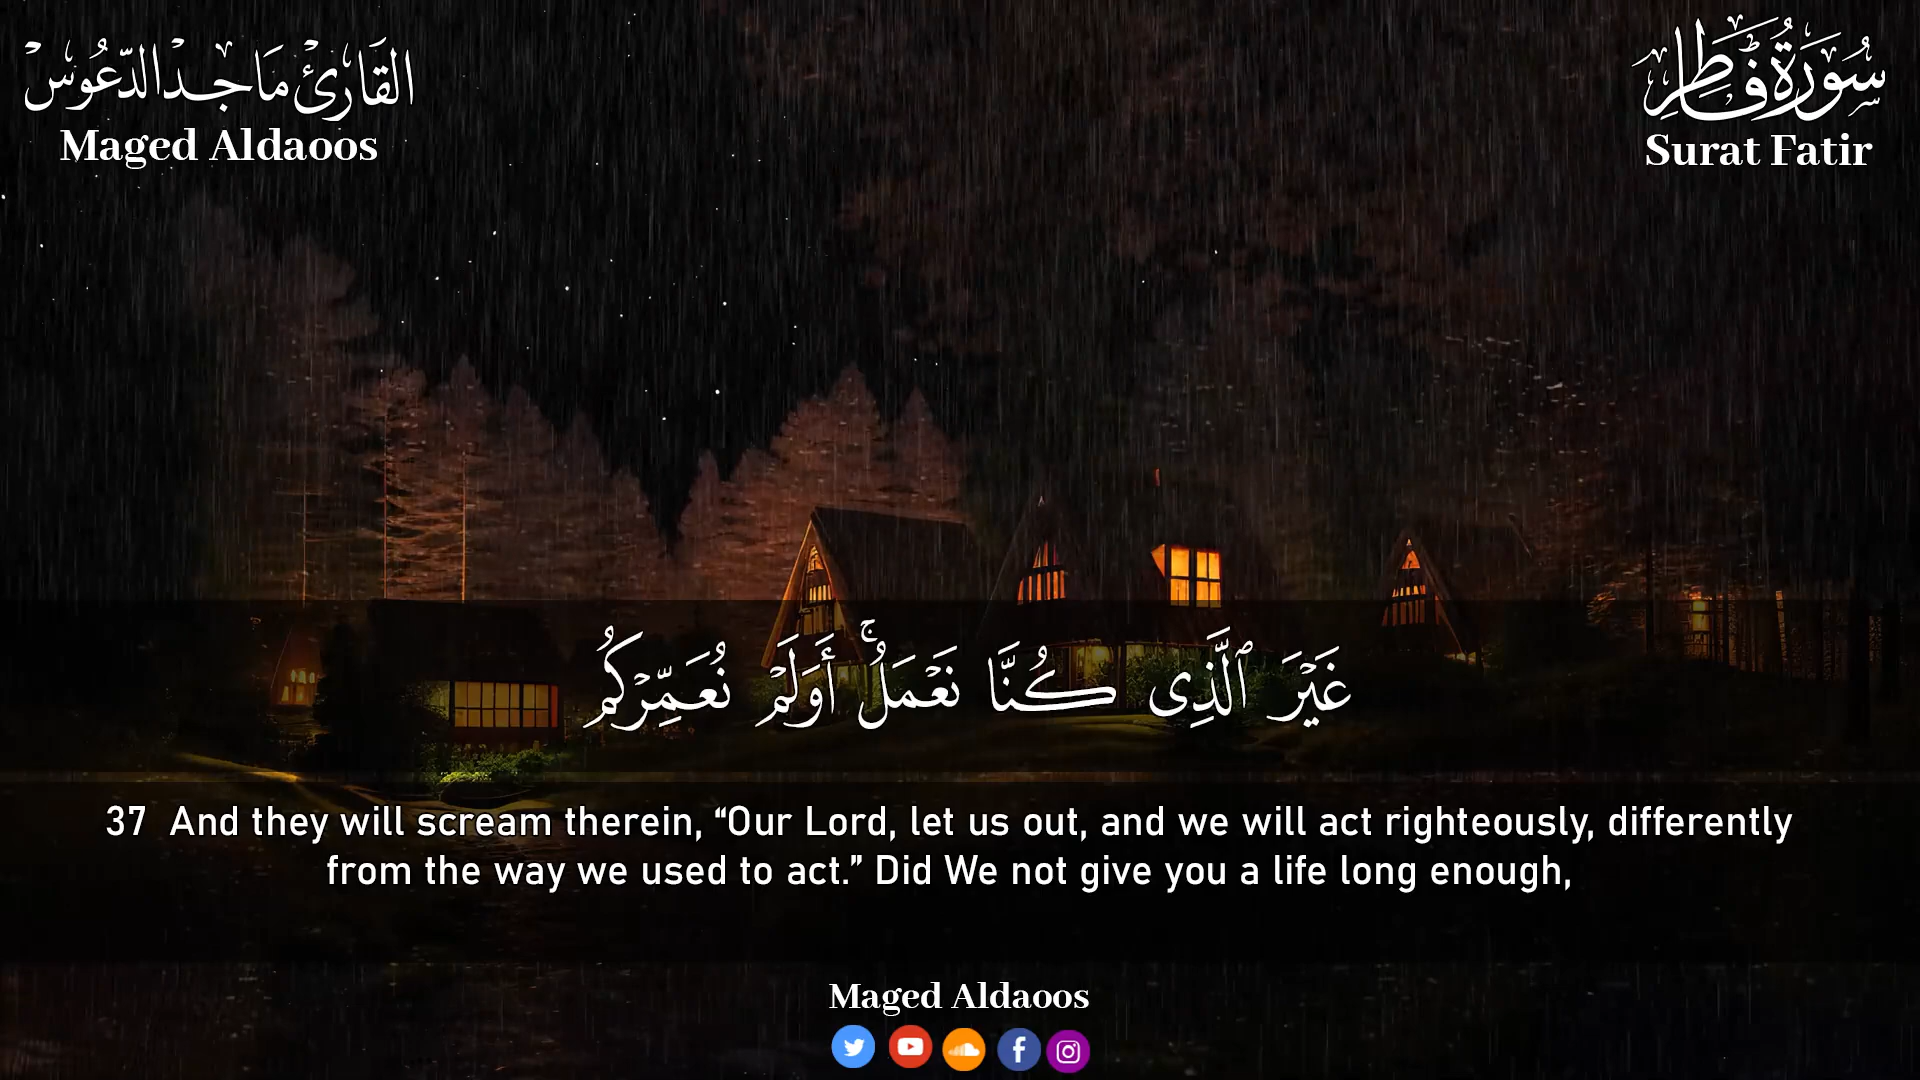 القَارِئ مَاجِد الدّعُوس
Maged Aldaoos
سُورَةُ فَاطِر
Surat Fatir
غَيْرَ ٱلَّذِى كُنَّا نَعْمَلُ ۚ أَوَلَمْ نُعَمِّرْكُم
37 And they will scream therein, “Our Lord, let us out, and we will act righteously, differently
from the way we used to act.” Did We not give you a life long enough,
Maged Aldaoos